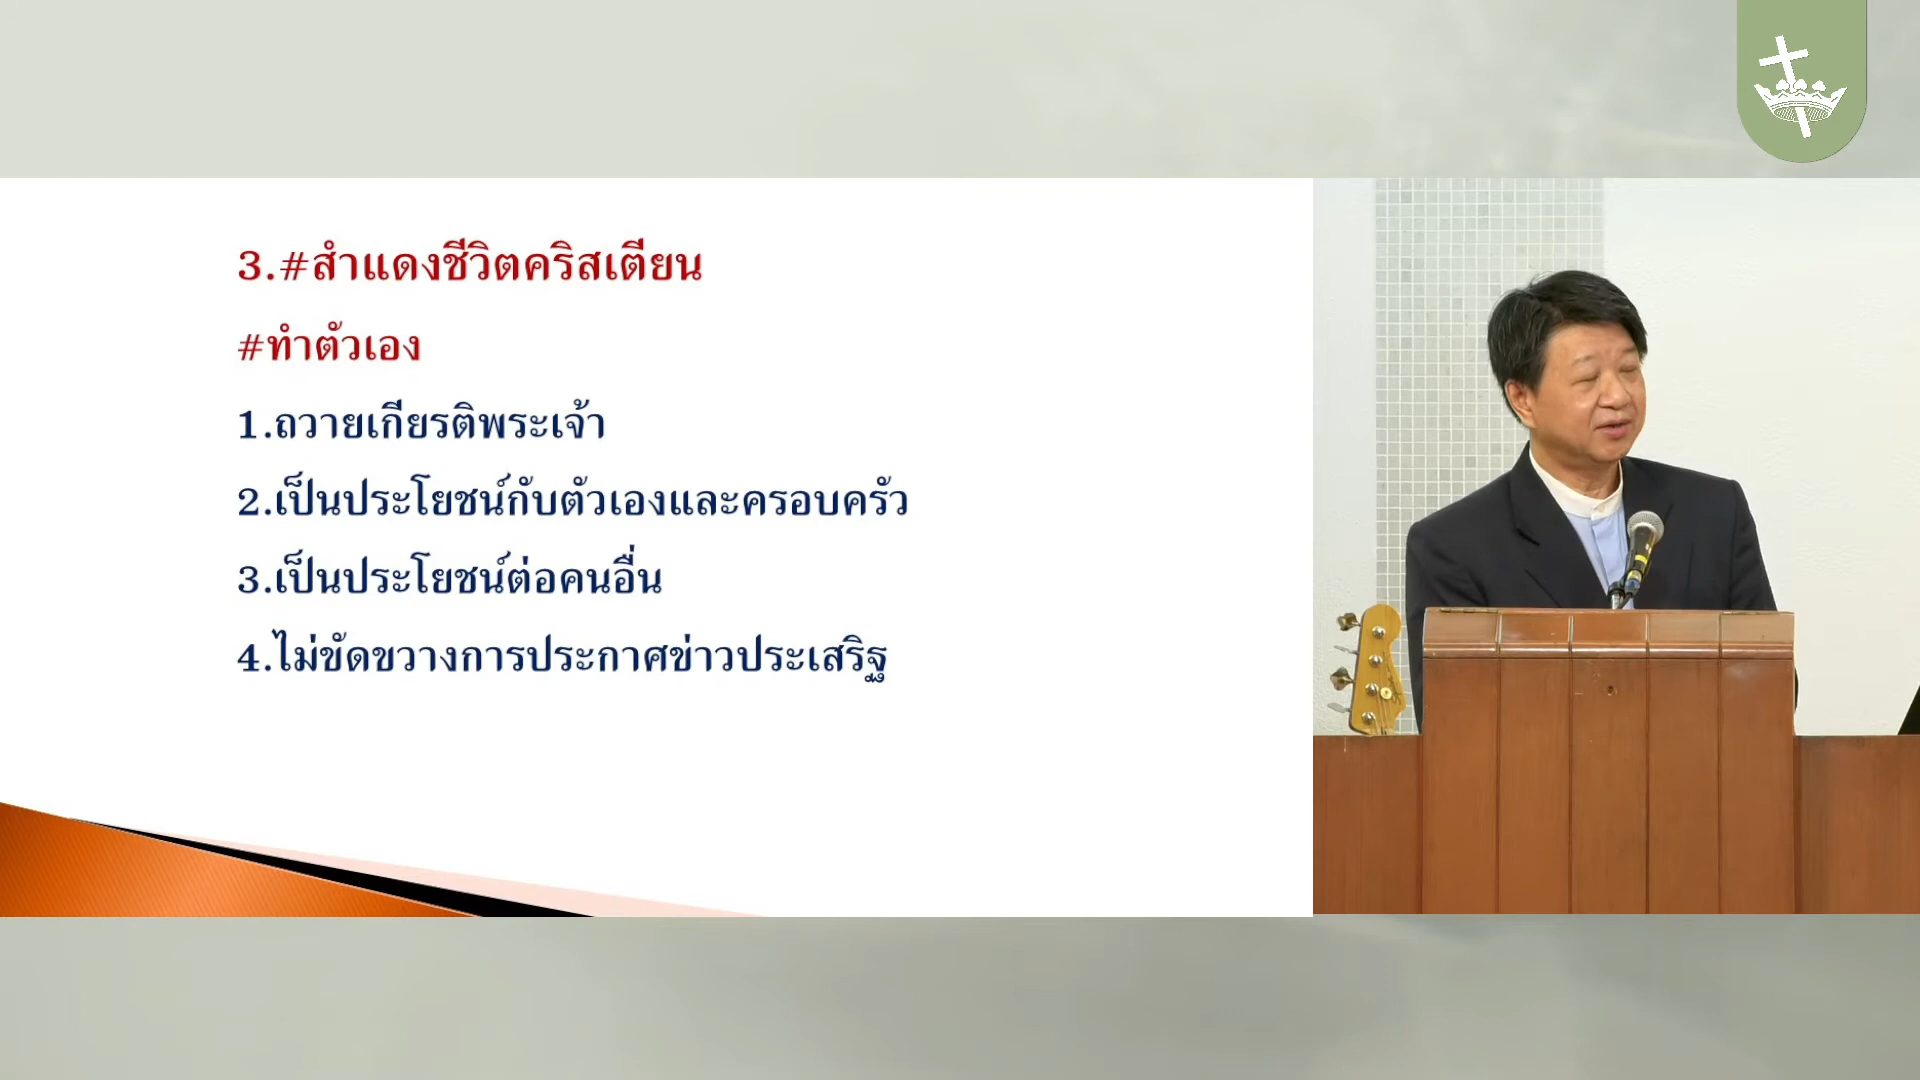 3.#สำแดงชีวิตคริสเตียน
#ทำตัวเอง
1.ถวายเกียรติพระเจ้า
2.เป็นประโยชน์กับตัวเองและครอบครัว
3.เป็นประโยชน์ต่อคนอื่น
4.ไม่ขัดขวางการประกาศข่าวประเสริฐ